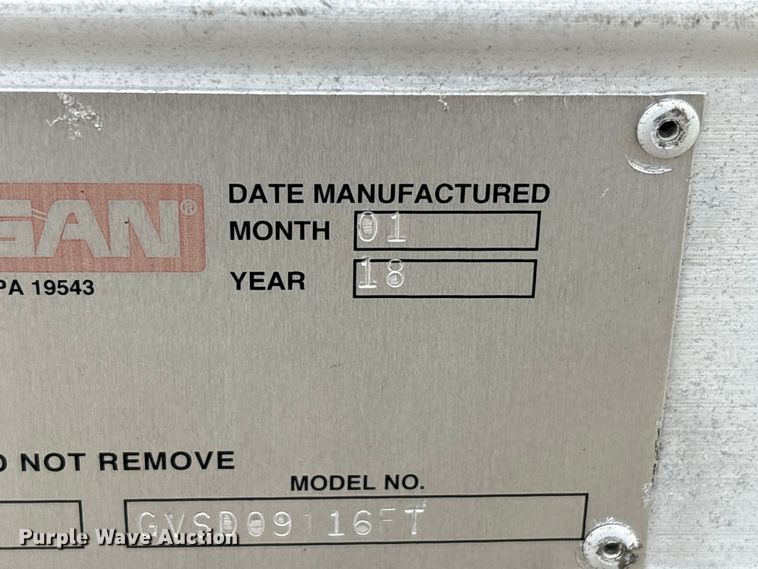 GAN® DATE MANUFACTURED
MONTH 01
PA 19543 YEAR 18
NOT REMOVE
MODEL NO.
GVSD09116FT
Purple Wave Auction